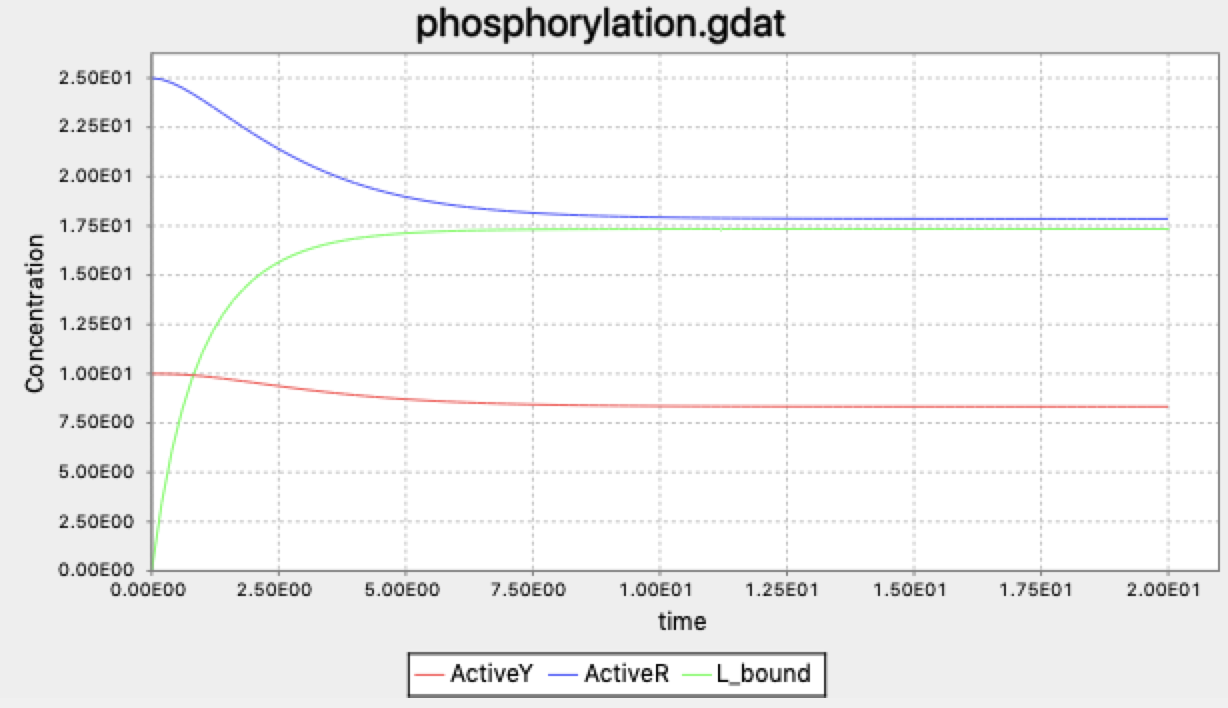 phosphorylation.gdat
Concentration
2.50E01
2.25E01
2.00E01
1.75E01
1.50E01
1.25E01
1.00E01
7.50E00
5.00E00
2.50E00
0.00E00
0.00E00 2.50E00 5.00E00 7.50E00 1.00E01 1.25E01 1.50E01 1.75E01 2.00E01
time
ActiveY ActiveR L_bound